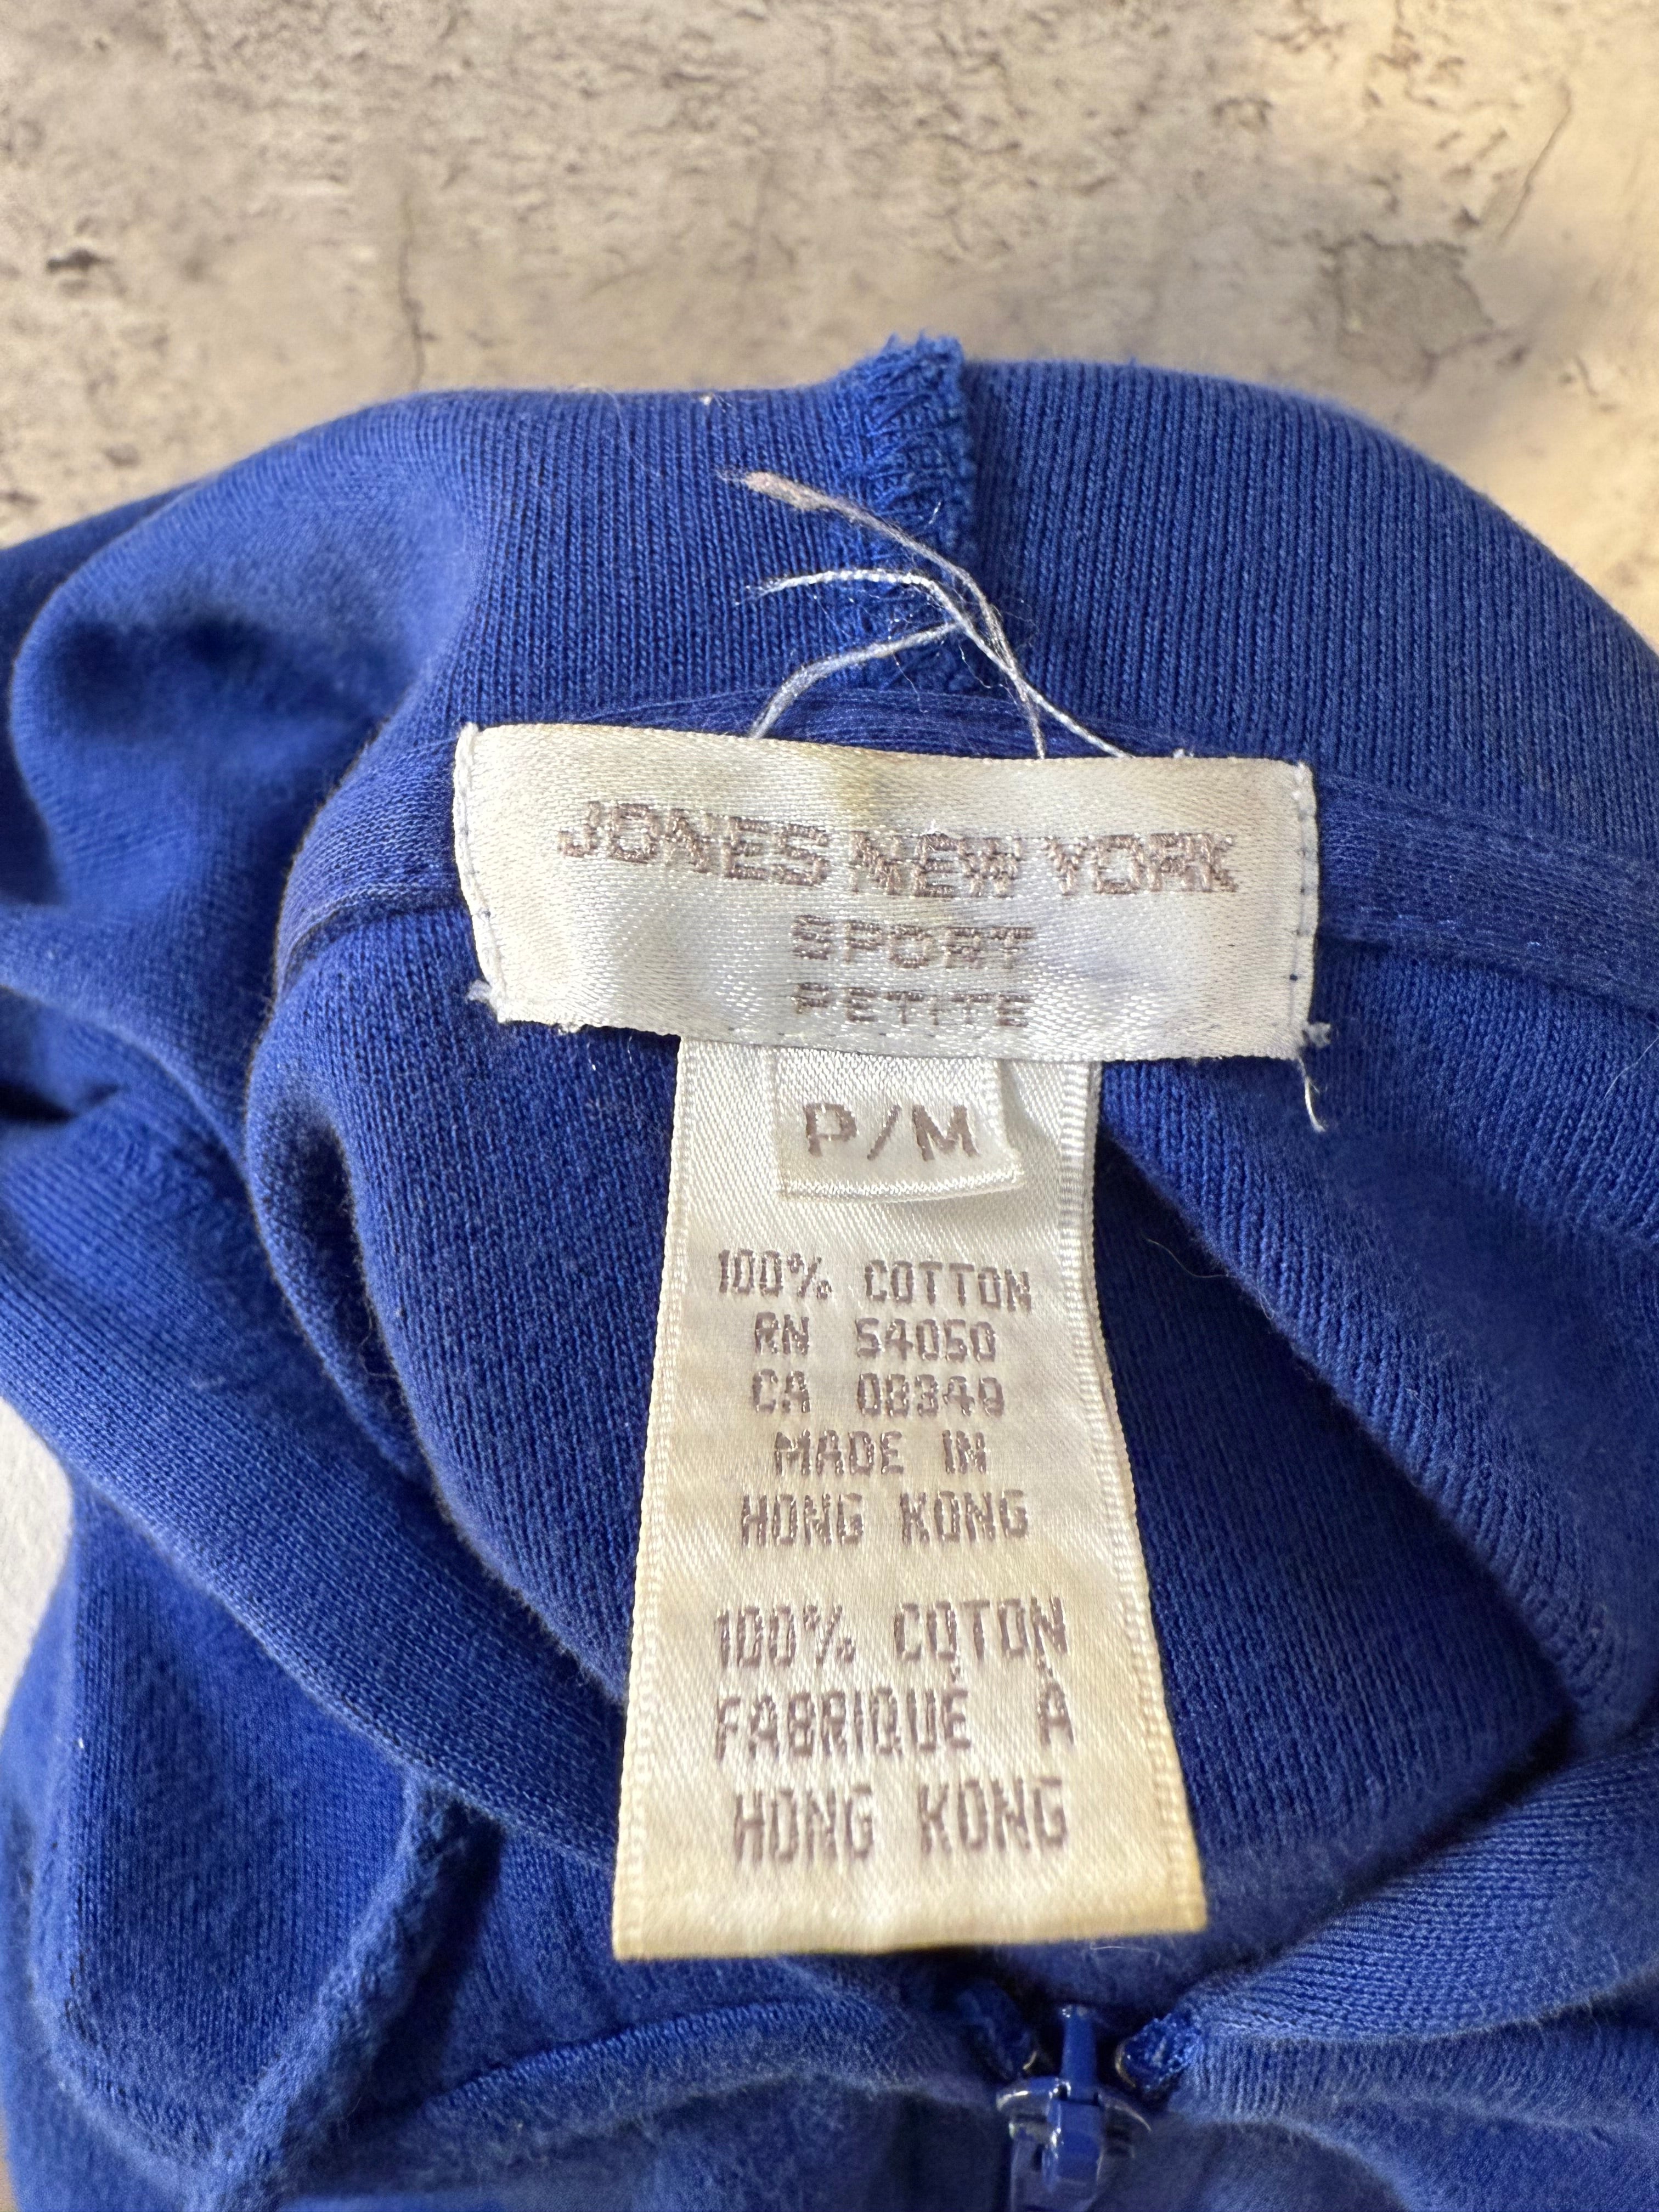 JONES NEW YORK
SPORT
PETITE
P/M
100% COTTON
RN 54050
CA 08349
MADE IN
HONG KONG
100% COTON
FABRIQUÉ À
HONG KONG